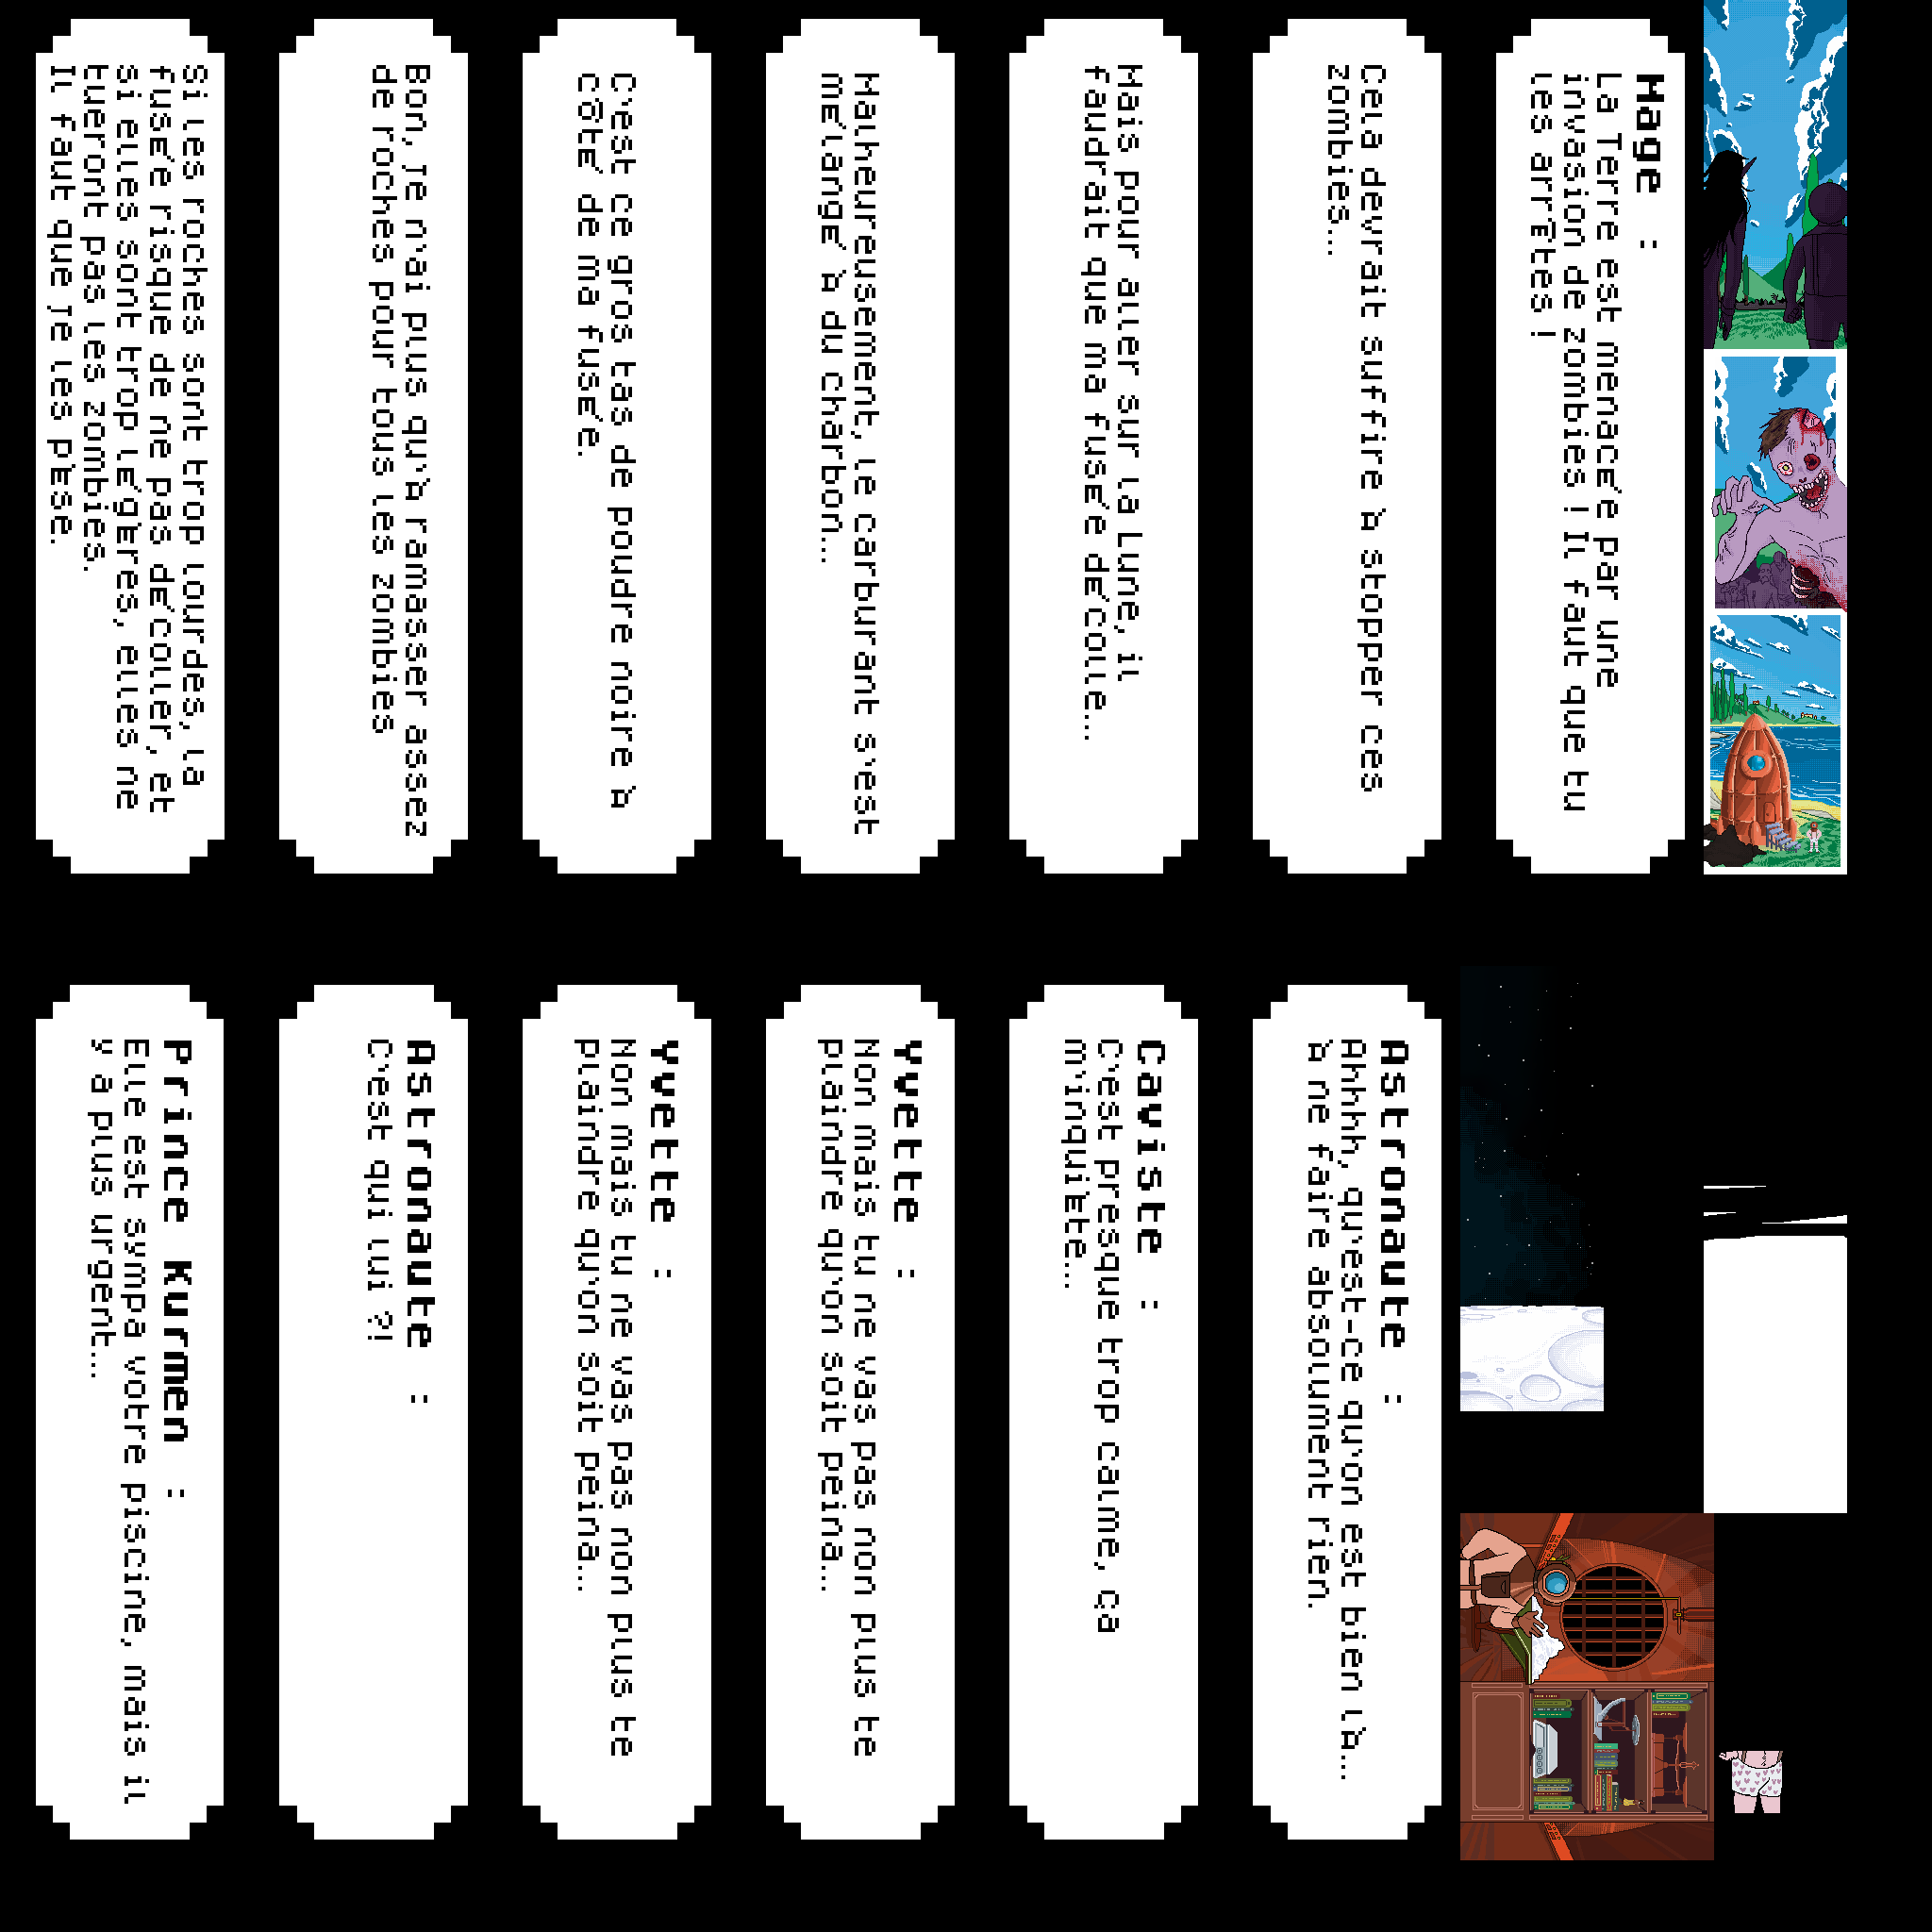 Mage :
La Terre est menacée par une
invasion de zombies ! Il faut que tu
les arrêtes !
Cela devrait suffire à stopper ces
zombies...
Mais pour aller sur la Lune, il
faudrait que ma fusée décolle...
Malheureusement, le carburant s'est
mélangé à du charbon...
C'est ce gros tas de poudre noire à
côté de ma fusée.
Bon, je n'ai plus qu'à ramasser assez
de roches pour tous les zombies
Si les roches sont trop lourdes, la
fusée risque de ne pas décoller, et
si elles sont trop légères, elles ne
tueront pas les zombies.
Il faut que je les pèse.
Astronaute :
Ahhh, qu'est-ce qu'on est bien là...
à ne faire absolument rien.
Caviste :
C'est presque trop calme, ça
m'inquiète...
Yvette :
Non mais tu ne vas pas non plus te
plaindre qu'on soit peina...
Yvette :
Non mais tu ne vas pas non plus te
plaindre qu'on soit peina...
Astronaute :
C'est qui lui ?!
Prince Kurmen :
Elle est sympa votre piscine, mais il
y a plus urgent...